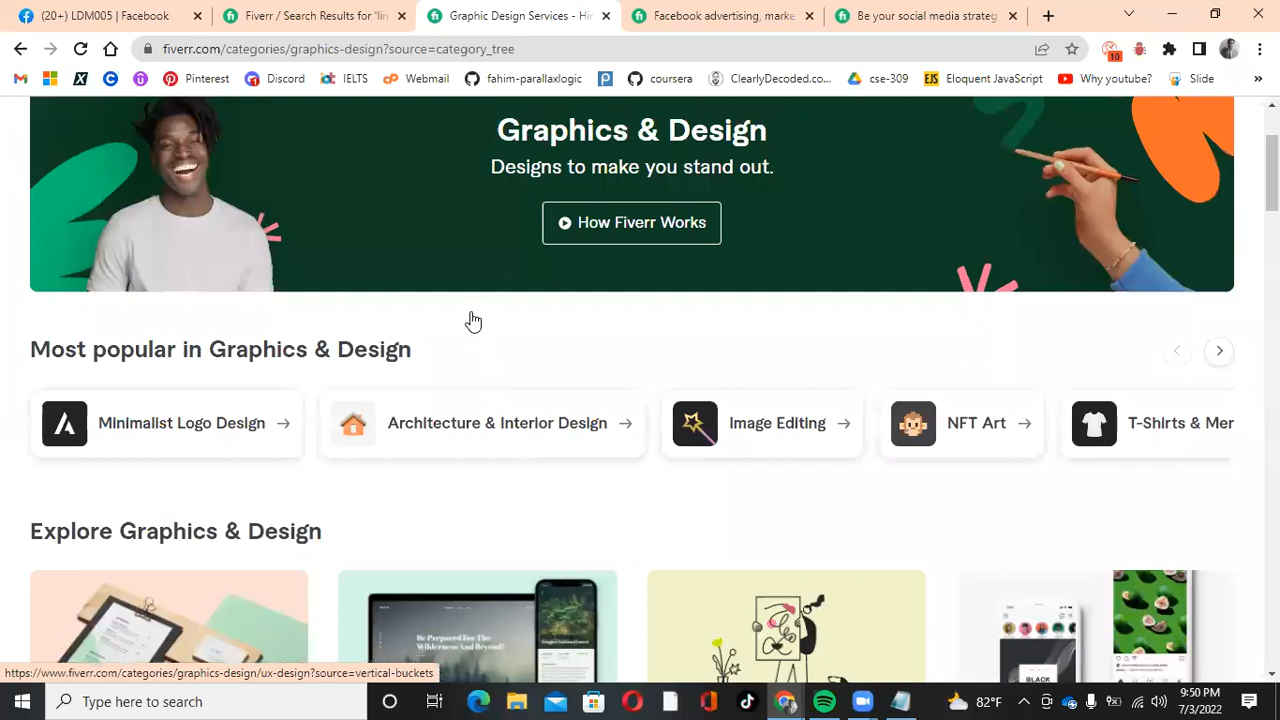 (20+) LDM005 | Facebook
Fiverr / Search Results for "lin
Graphic Design Services - Hir
Facebook advertising, marke
Be your social media strateg
fiverr.com/categories/graphics-design?source=category_tree
10
Pinterest
Discord
IELTS
Webmail
fahim-parallaxlogic
coursera
ClearlyDecoded.co...
cse-309
EJS Eloquent JavaScript
Why youtube?
Slide
»
Graphics & Design
Designs to make you stand out.
How Fiverr Works
Most popular in Graphics & Design
Minimalist Logo Design
Architecture & Interior Design
Image Editing
NFT Art
T-Shirts & Mer
Explore Graphics & Design
Be Prepared For The
Wilderness And Beyond!
BLACK
https://www.fiverr.com/categories/graphics-design/nft-design?source=vertical-buckets
Type here to search
82°F
9:50 PM
7/3/2022